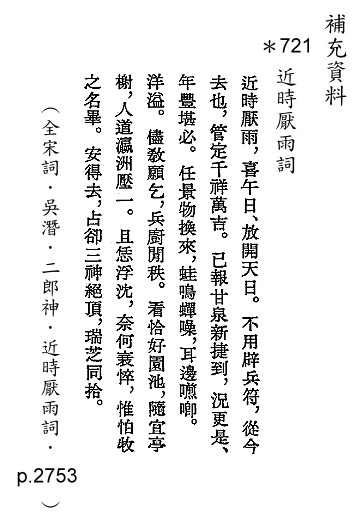 補充資料
＊721 近時厭雨詞
近時厭雨，喜午日、放開天日。不用辟兵符，從今
去也，管定千祥萬吉。已報甘泉新捷到，況更是、
年豐堪必。任景物換來，蛙鳴蟬噪，耳邊嘸唧。
洋溢。儘教願乞，兵廚閒秩。看恰好園池，隨宜亭
榭，人道瀛洲壓一。且恁浮沈，奈何衰悴，惟怕牧
之名畢。安得去，占卻三神絕頂，瑞芝同拾。
（全宋詞．吳潛．二郎神．近時厭雨詞．
p.2753）